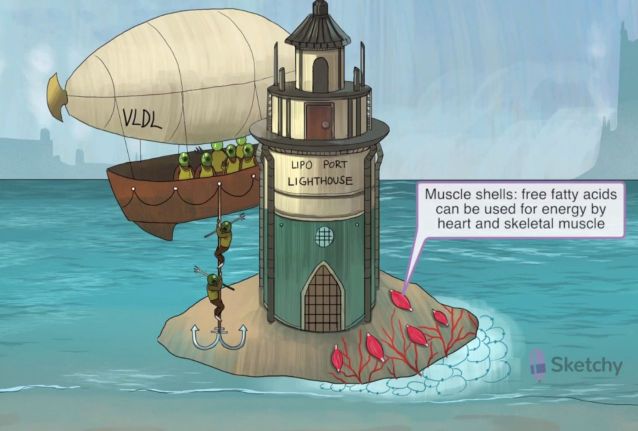 VLDL
LIPO PORT
LIGHTHOUSE
Muscle shells: free fatty acids
can be used for energy by
heart and skeletal muscle
Sketchy